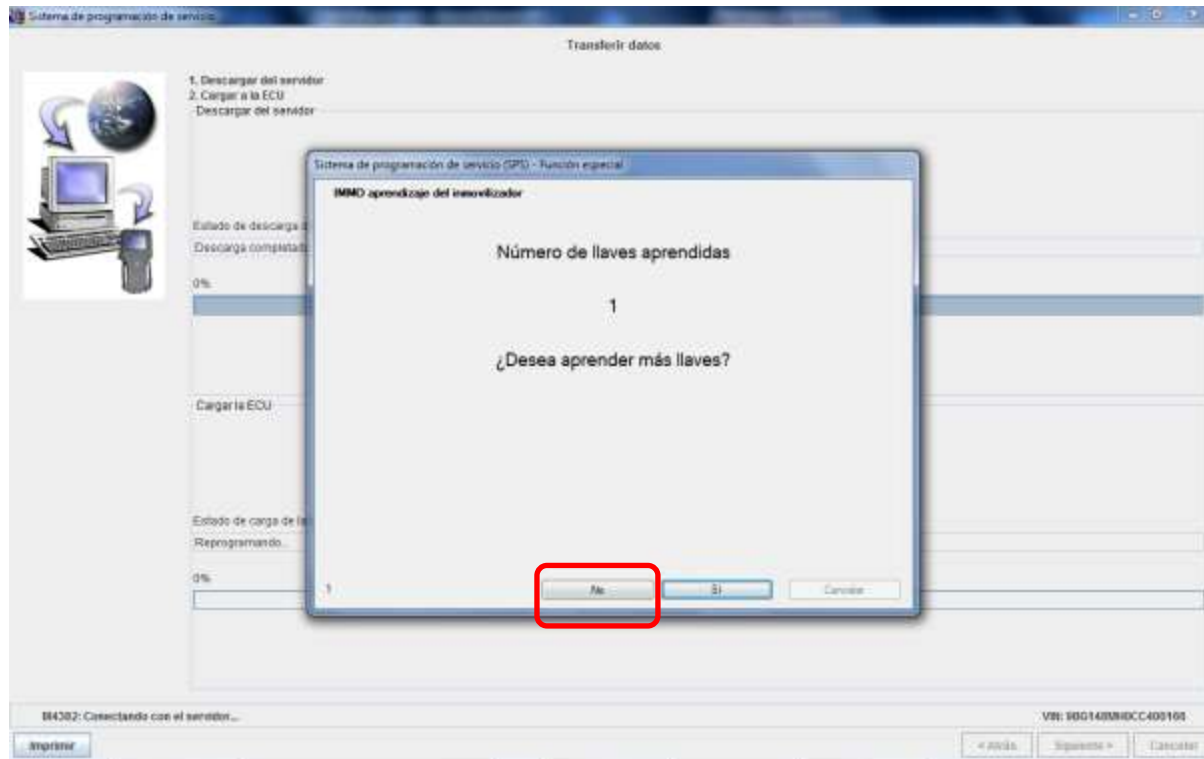 Sistema de programación de servicio
Transferir datos
1. Descargar del servidor
2. Cargar a la ECU
Descargar del servidor
Sistema de programación de servicio (SPS) - Función especial
IMMO aprendizaje del inmovilizador
Estado de descarga
Descarga completada
Número de llaves aprendidas
0%
1
¿Desea aprender más llaves?
Cargar la ECU
Estado de carga de la
Reprogramando...
0%
1
No
Sí
Cancelar
IM4382: Conectando con el servidor...
VIN:
Imprimir
< Atrás
Siguiente >
Cancelar